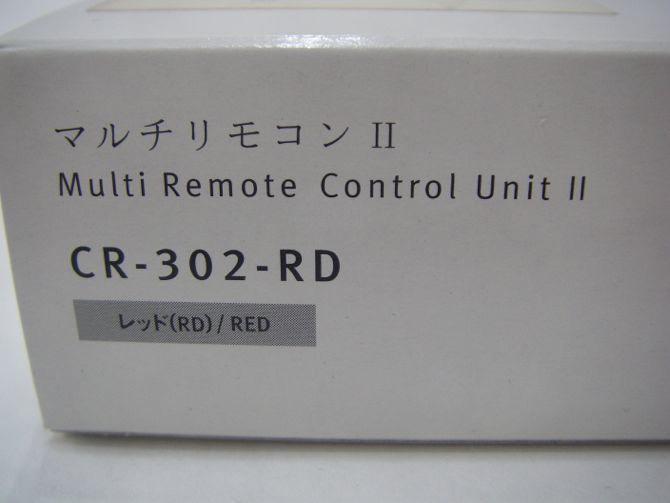 マルチリモコン II
Multi Remote Control Unit II
CR-302-RD
レッド(RD)/RED